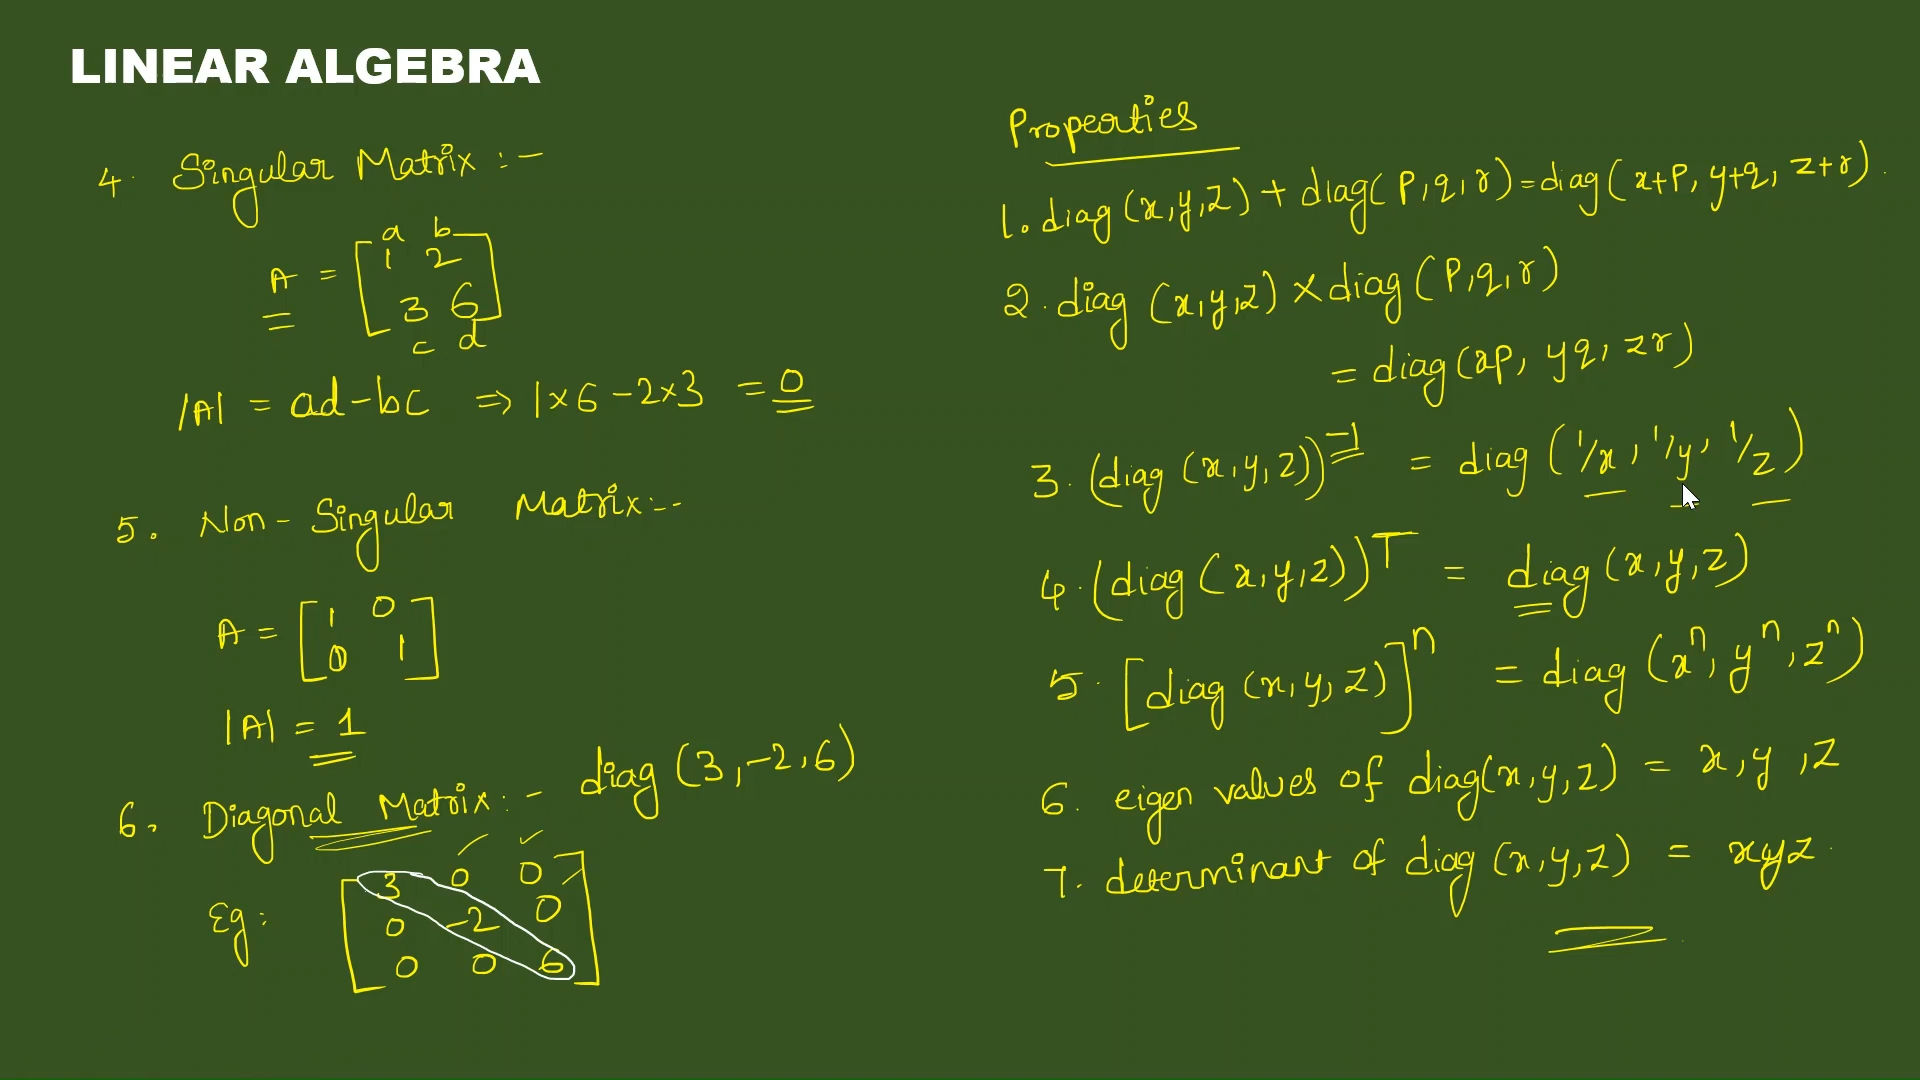 LINEAR ALGEBRA
4. Singular Matrix :-
a b
A = [1 2
3 6]
c d
|A| = ad-bc ⇒ 1×6-2×3 = 0
5. Non-Singular Matrix:-
A = [1 0
0 1]
|A| = 1
6. Diagonal Matrix:- diag (3,-2,6)
Eg: [3 0 0
0 -2 0
0 0 6]
Properties
1. diag (x,y,z) + diag(p,q,r) = diag (x+p, y+q, z+r).
2. diag (x,y,z) × diag (p,q,r)
= diag (xp, yq, zr)
3. (diag (x,y,z))⁻¹ = diag (1/x, 1/y, 1/z)
4. (diag (x,y,z))ᵀ = diag (x,y,z)
5. [diag (x,y,z)]ⁿ = diag (xⁿ, yⁿ, zⁿ)
6. eigen values of diag(x,y,z) = x,y,z
7. determinant of diag (x,y,z) = xyz.